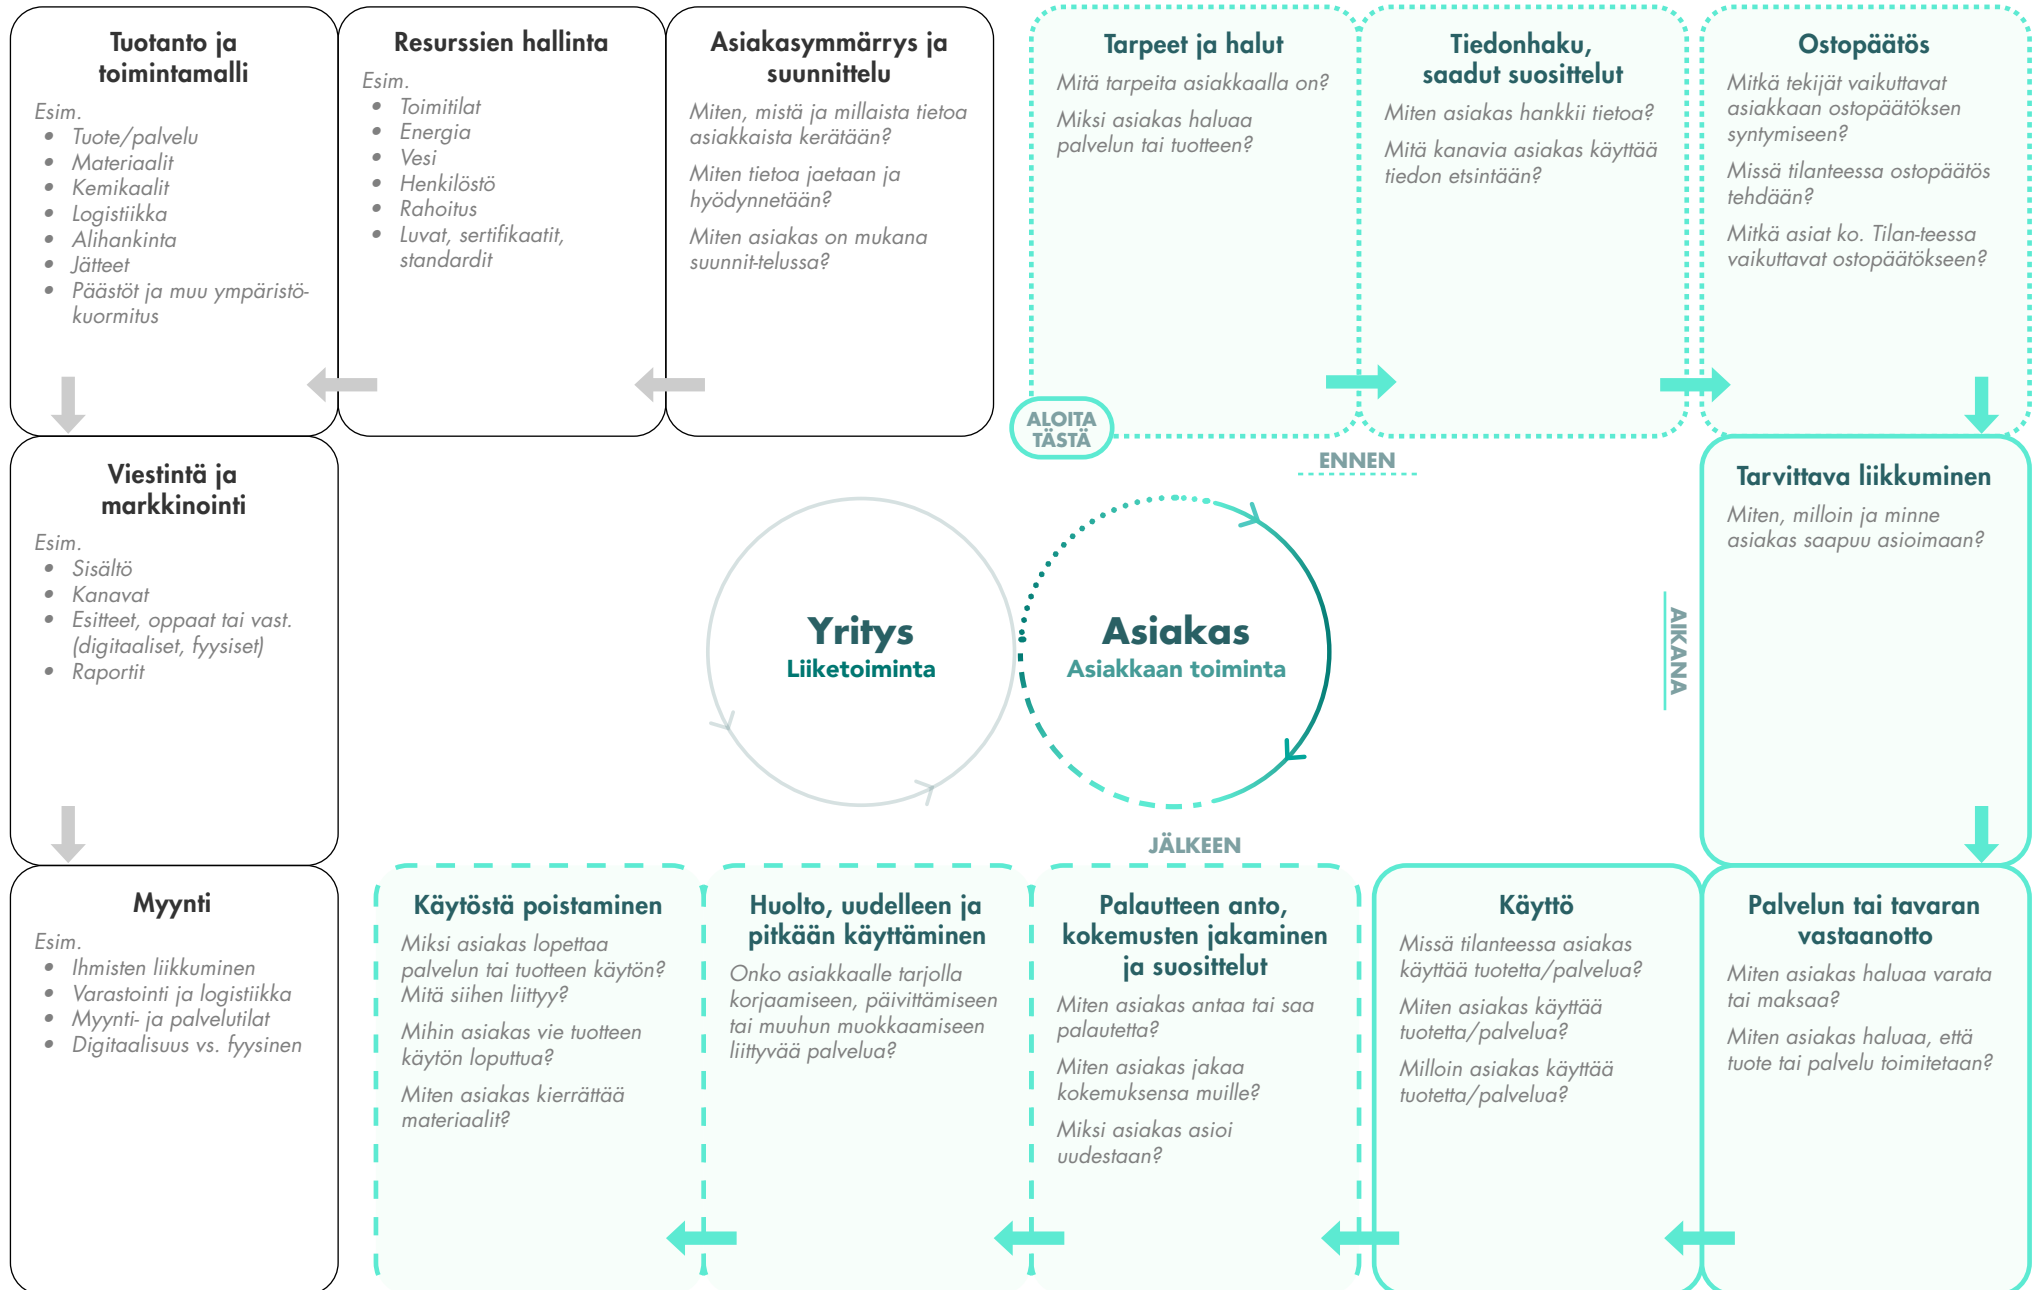 Tuotanto ja
toimintamalli
Esim.
• Tuote/palvelu
• Materiaalit
• Kemikaalit
• Logistiikka
• Alihankinta
• Jätteet
• Päästöt ja muu ympäristö-
kuormitus
Resurssien hallinta
Esim.
• Toimitilat
• Energia
• Vesi
• Henkilöstö
• Rahoitus
• Luvat, sertifikaatit,
standardit
Asiakasymmärrys ja
suunnittelu
Miten, mistä ja millaista tietoa
asiakkaista kerätään?
Miten tietoa jaetaan ja
hyödynnetään?
Miten asiakas on mukana
suunnit-telussa?
Tarpeet ja halut
Mitä tarpeita asiakkaalla on?
Miksi asiakas haluaa
palvelun tai tuotteen?
Tiedonhaku,
saadut suosittelut
Miten asiakas hankkii tietoa?
Mitä kanavia asiakas käyttää
tiedon etsintään?
Ostopäätös
Mitkä tekijät vaikuttavat
asiakkaan ostopäätöksen
syntymiseen?
Missä tilanteessa ostopäätös
tehdään?
Mitkä asiat ko. Tilan-teessa
vaikuttavat ostopäätökseen?
ALOITA
TÄSTÄ
ENNEN
Viestintä ja
markkinointi
Esim.
• Sisältö
• Kanavat
• Esitteet, oppaat tai vast.
(digitaaliset, fyysiset)
• Raportit
Yritys
Liiketoiminta
Asiakas
Asiakkaan toiminta
AIKANA
Tarvittava liikkuminen
Miten, milloin ja minne
asiakas saapuu asioimaan?
JÄLKEEN
Myynti
Esim.
• Ihmisten liikkuminen
• Varastointi ja logistiikka
• Myynti- ja palvelutilat
• Digitaalisuus vs. fyysinen
Käytöstä poistaminen
Miksi asiakas lopettaa
palvelun tai tuotteen käytön?
Mitä siihen liittyy?
Mihin asiakas vie tuotteen
käytön loputtua?
Miten asiakas kierrättää
materiaalit?
Huolto, uudelleen ja
pitkään käyttäminen
Onko asiakkaalle tarjolla
korjaamiseen, päivittämiseen
tai muuhun muokkaamiseen
liittyvää palvelua?
Palautteen anto,
kokemusten jakaminen
ja suosittelut
Miten asiakas antaa tai saa
palautetta?
Miten asiakas jakaa
kokemuksensa muille?
Miksi asiakas asioi
uudestaan?
Käyttö
Missä tilanteessa asiakas
käyttää tuotetta/palvelua?
Miten asiakas käyttää
tuotetta/palvelua?
Milloin asiakas käyttää
tuotetta/palvelua?
Palvelun tai tavaran
vastaanotto
Miten asiakas haluaa varata
tai maksaa?
Miten asiakas haluaa, että
tuote tai palvelu toimitetaan?